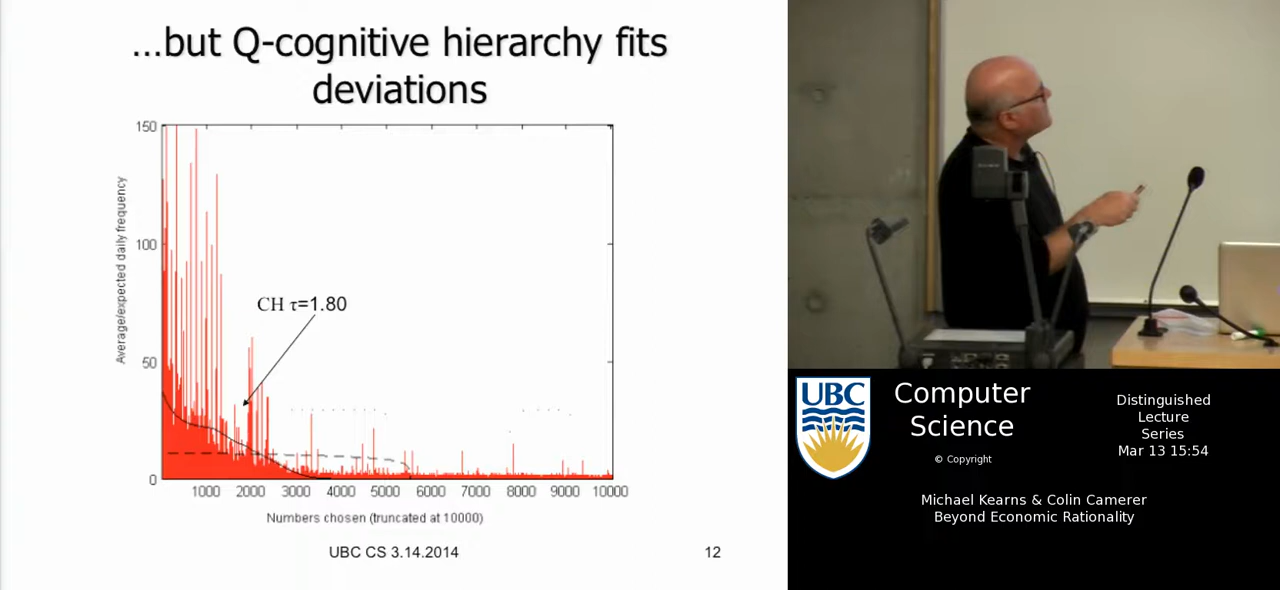 ...but Q-cognitive hierarchy fits
deviations
150
100
50
0
Average/expected daily frequency
CH τ=1.80
1000 2000 3000 4000 5000 6000 7000 8000 9000 10000
Numbers chosen (truncated at 10000)
UBC CS 3.14.2014
12
UBC
Computer
Science
© Copyright
Distinguished
Lecture
Series
Mar 13 15:54
Michael Kearns & Colin Camerer
Beyond Economic Rationality